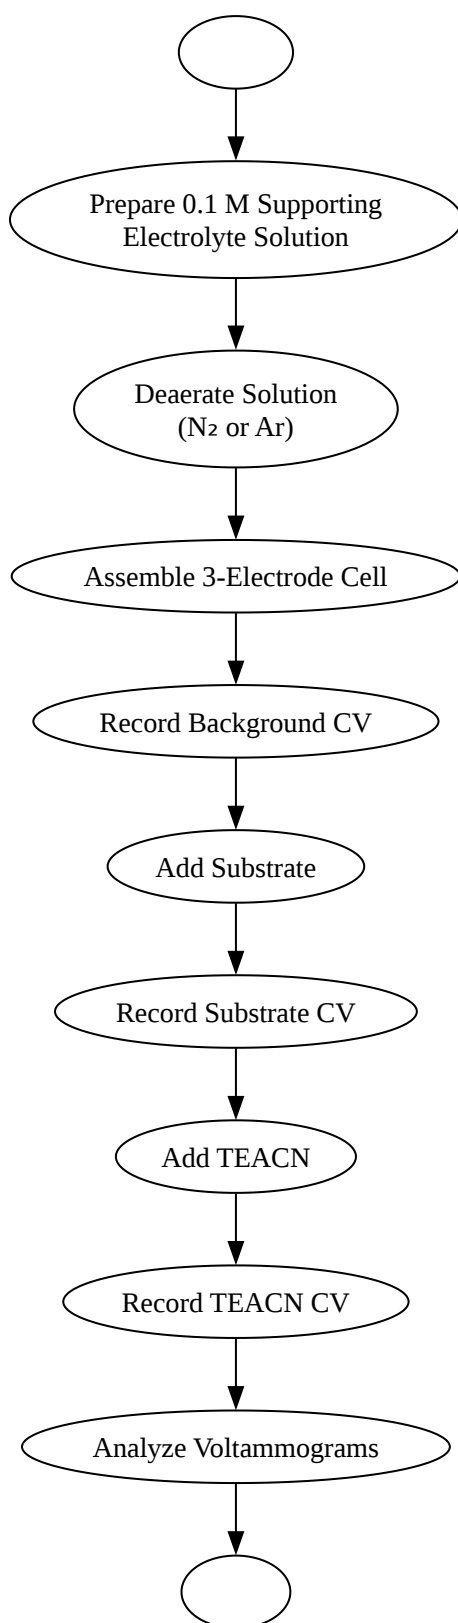 Prepare 0.1 M Supporting
Electrolyte Solution
Deaerate Solution
(N₂ or Ar)
Assemble 3-Electrode Cell
Record Background CV
Add Substrate
Record Substrate CV
Add TEACN
Record TEACN CV
Analyze Voltammograms